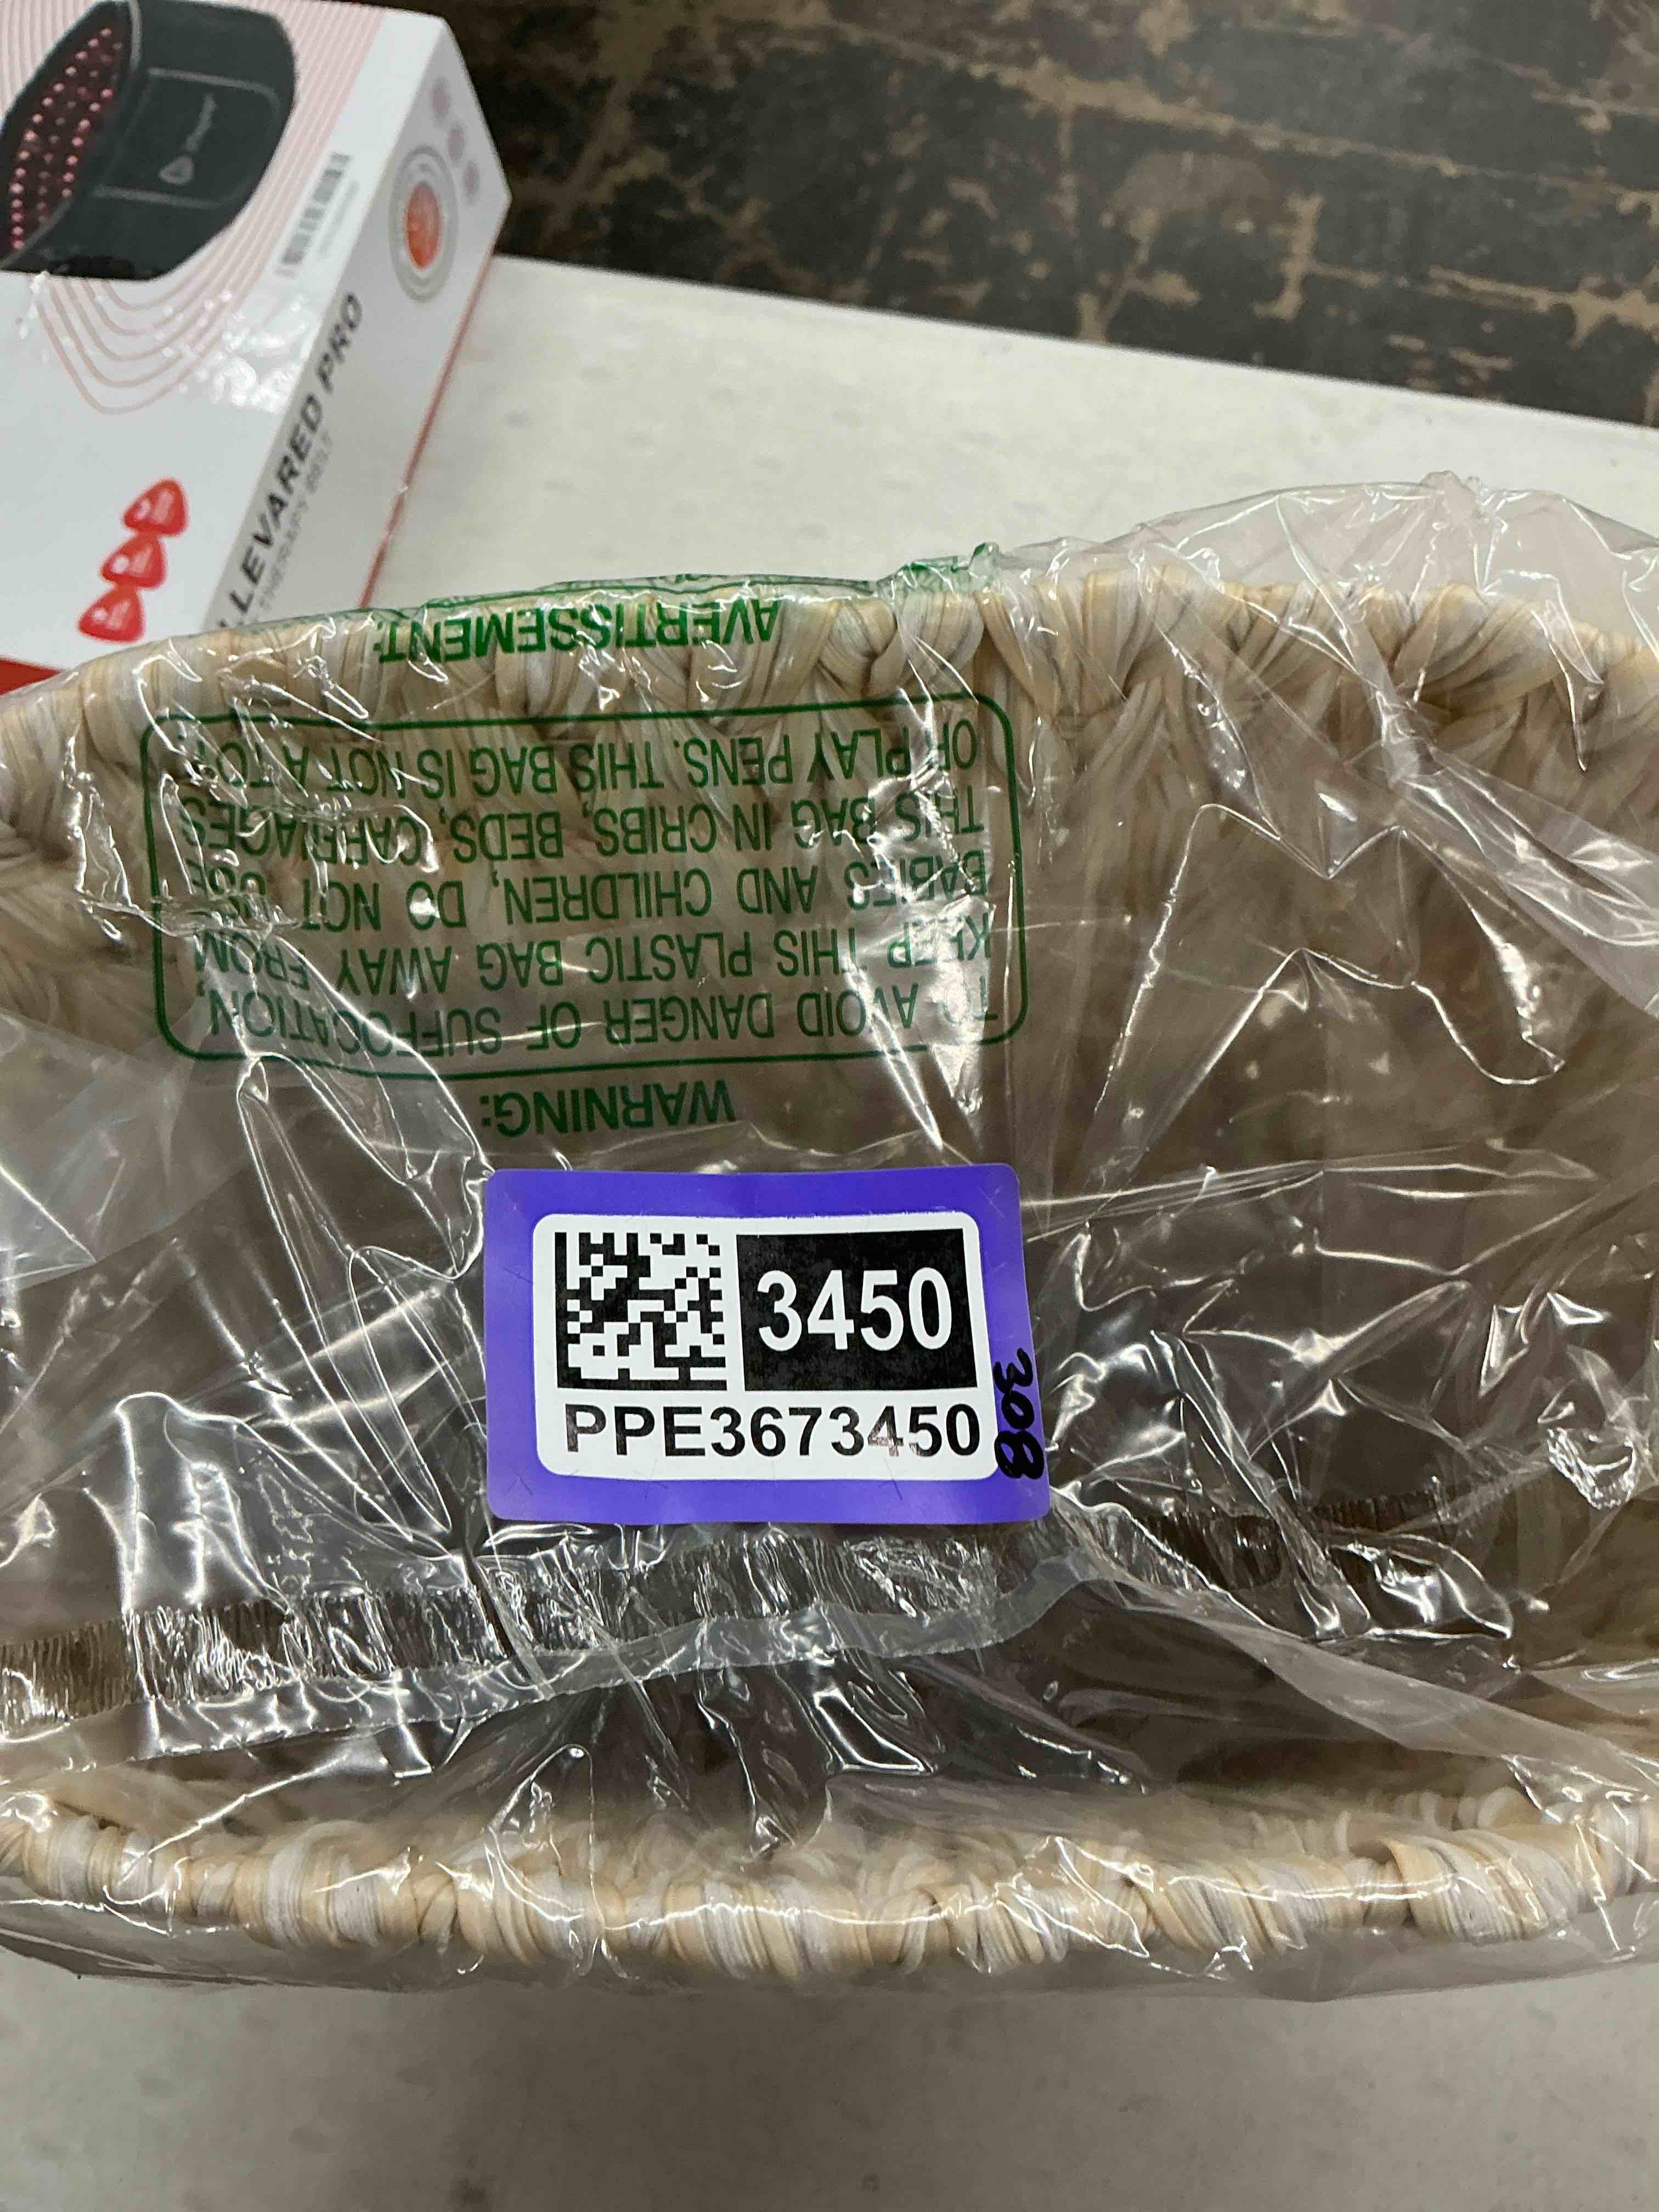 LLEVARED PRO
THERAPY BELT
AVERTISSEMENT:
WARNING:
TO AVOID DANGER OF SUFFOCATION,
KEEP THIS PLASTIC BAG AWAY FROM
BABIES AND CHILDREN, DO NOT USE
THIS BAG IN CRIBS, BEDS, CARRIAGES
OR PLAY PENS. THIS BAG IS NOT A TOY.
3450
PPE3673450
308